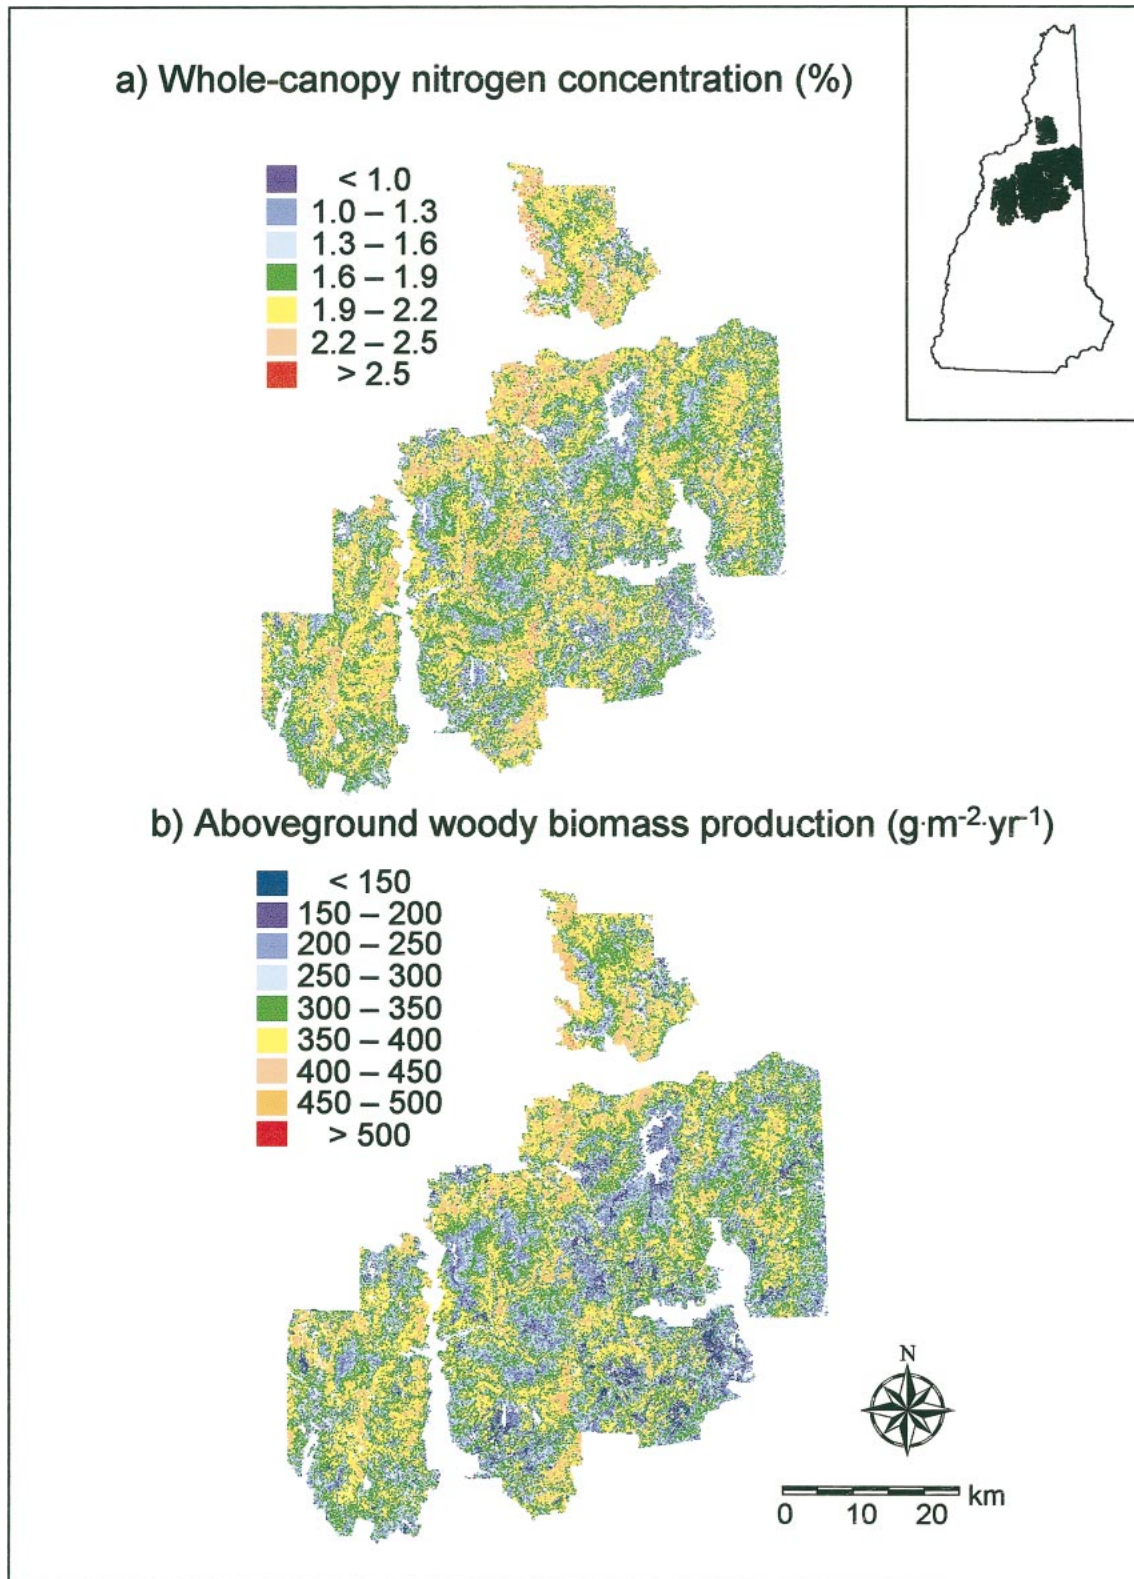 a) Whole-canopy nitrogen concentration (%)
< 1.0
1.0 – 1.3
1.3 – 1.6
1.6 – 1.9
1.9 – 2.2
2.2 – 2.5
> 2.5
b) Aboveground woody biomass production (g·m⁻²·yr⁻¹)
< 150
150 – 200
200 – 250
250 – 300
300 – 350
350 – 400
400 – 450
450 – 500
> 500
N
km
0 10 20